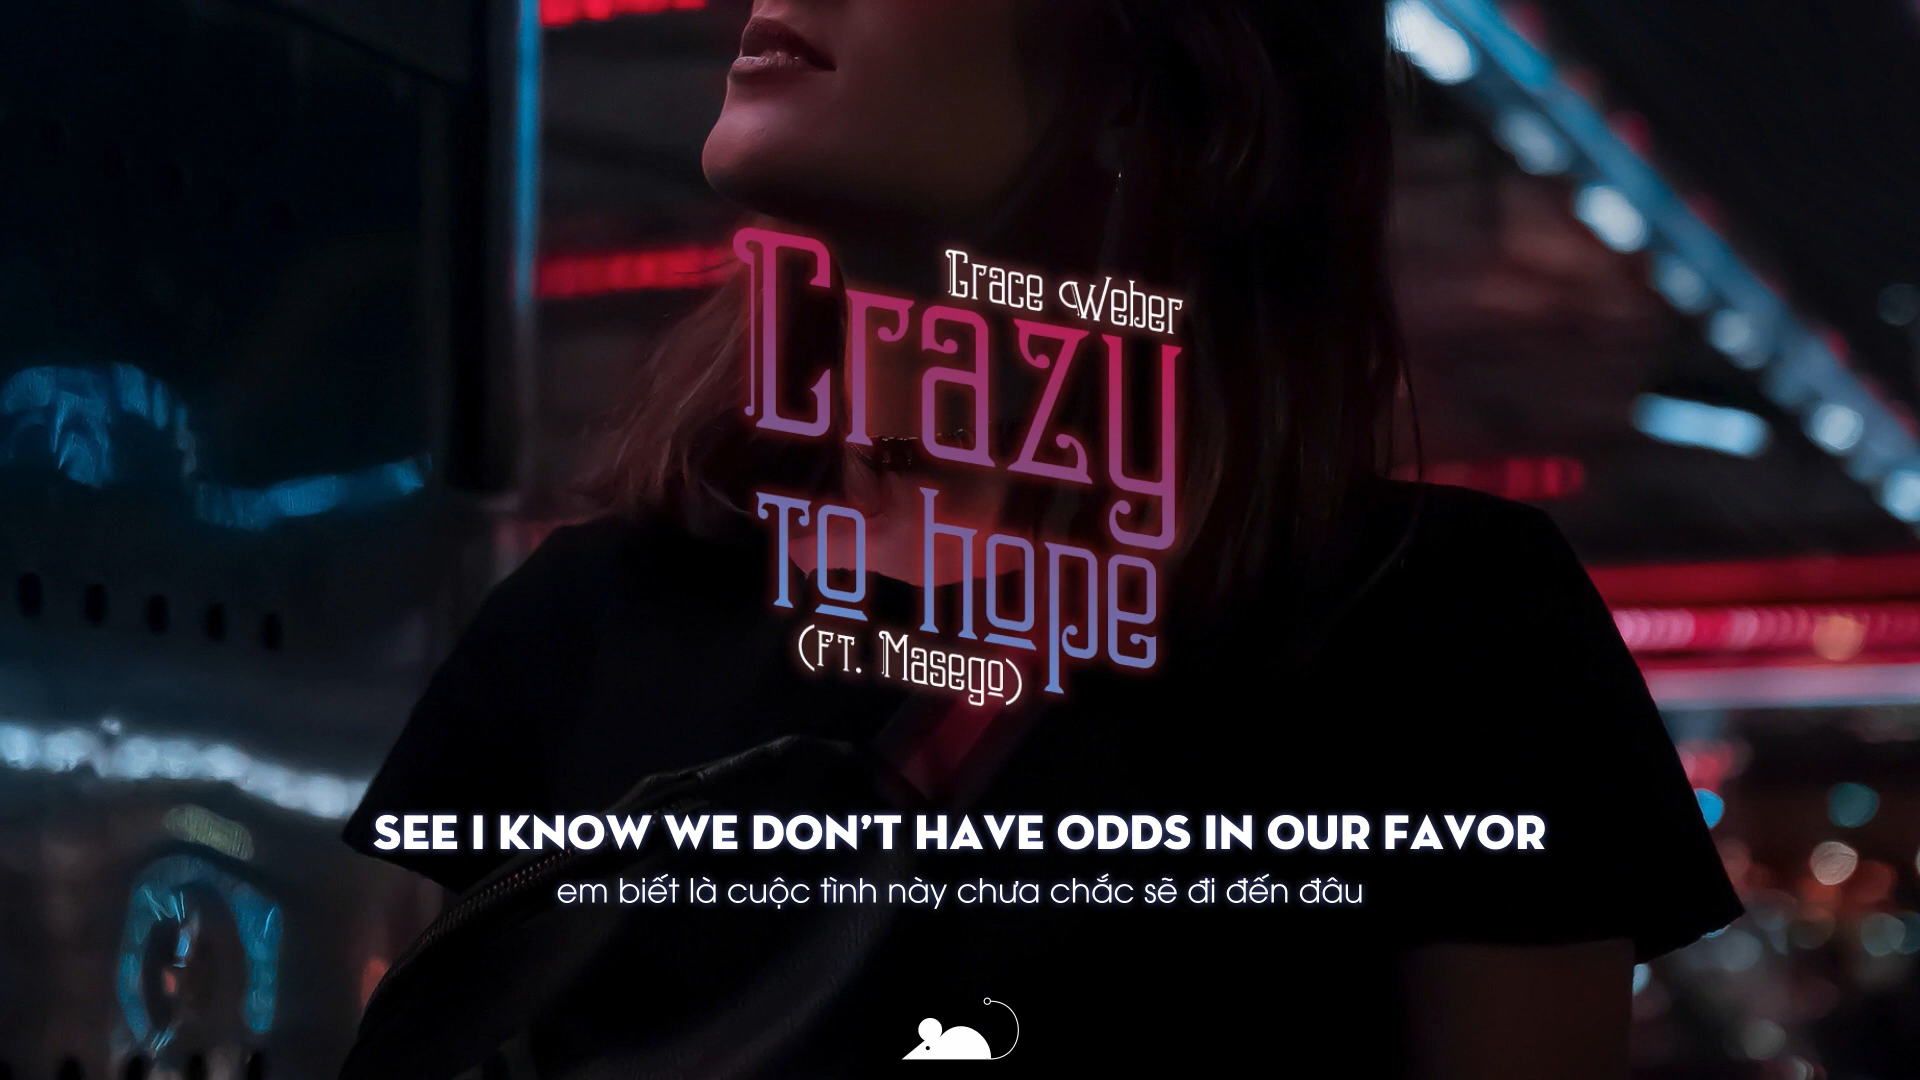 Grace Weber
Crazy
To hope
(FT. Masego)
SEE I KNOW WE DON'T HAVE ODDS IN OUR FAVOR
em biết là cuộc tình này chưa chắc sẽ đi đến đâu